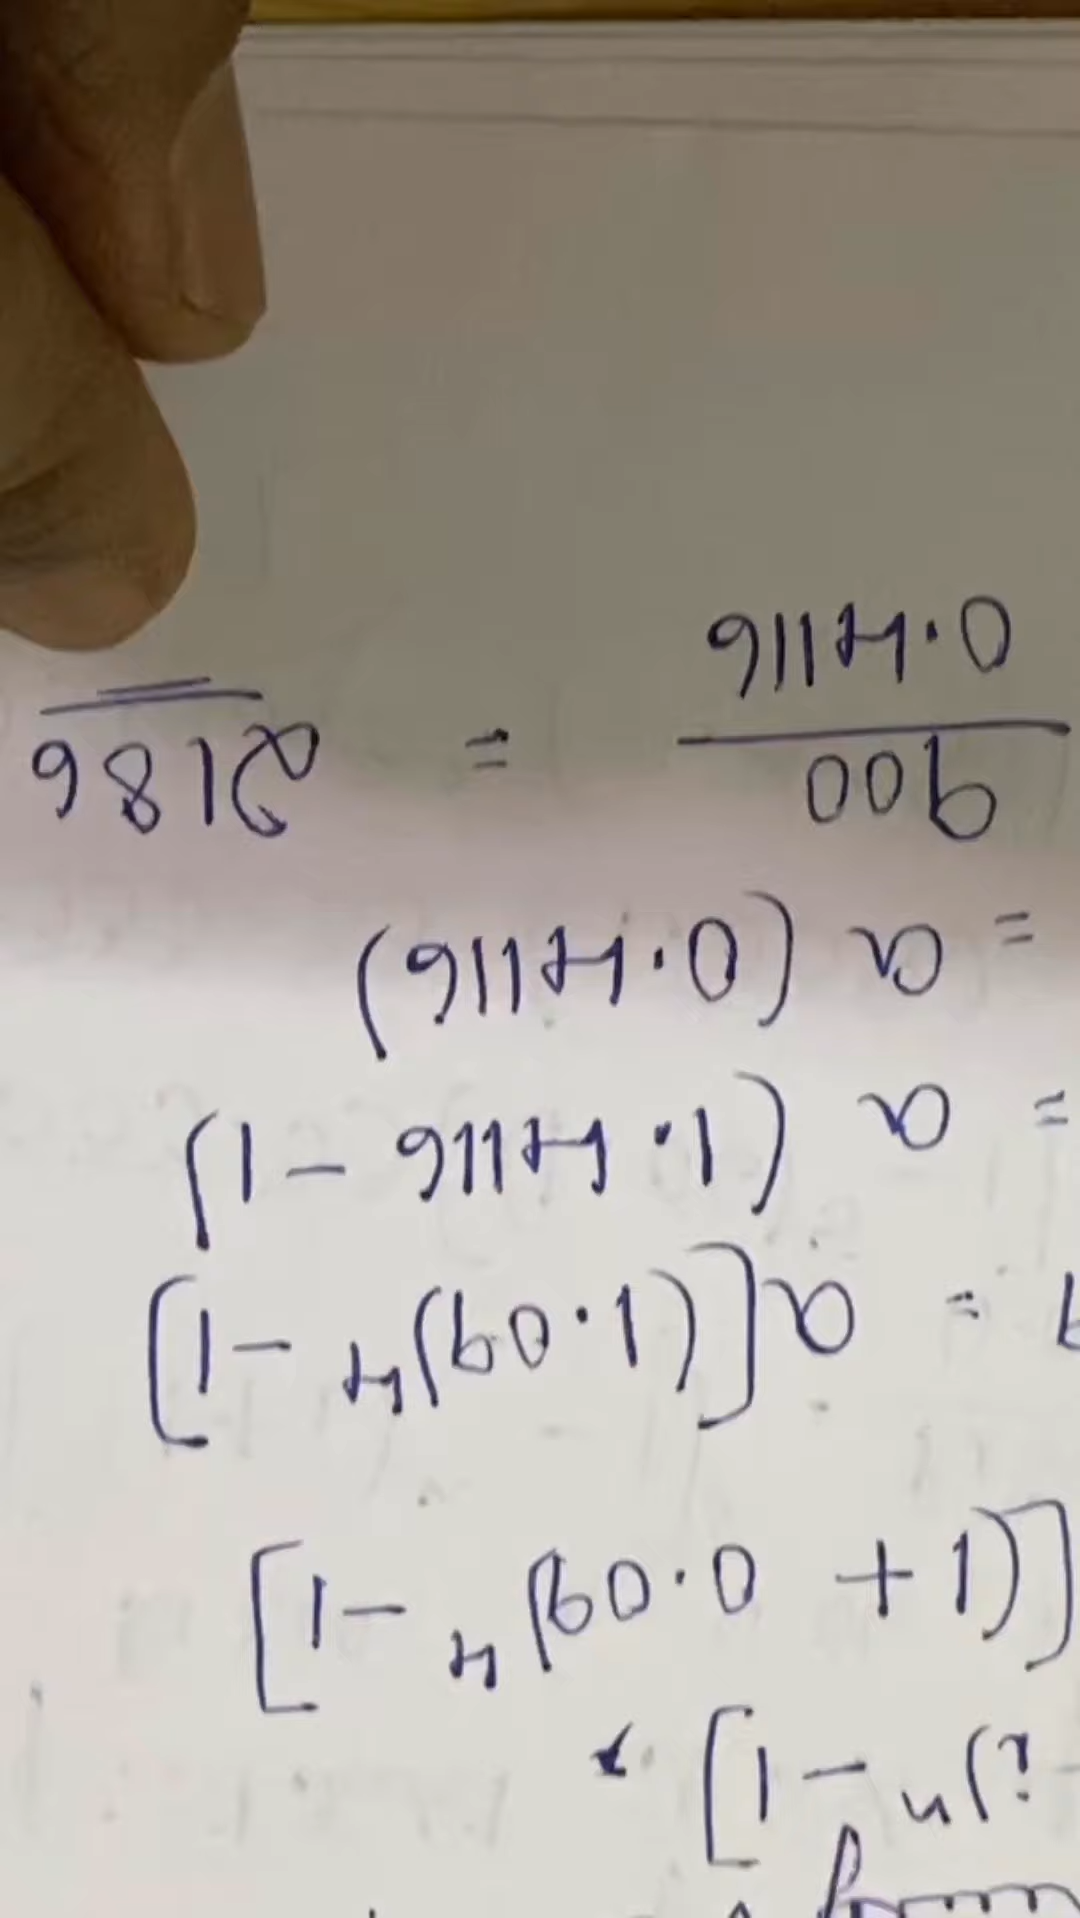 i)ⁿ - 1]
[(1 + 0.09)⁴ - 1]
= a[(1.09)⁴ - 1]
= a (1.4116 - 1)
= a (0.4116)
900 / 0.4116 = 2186